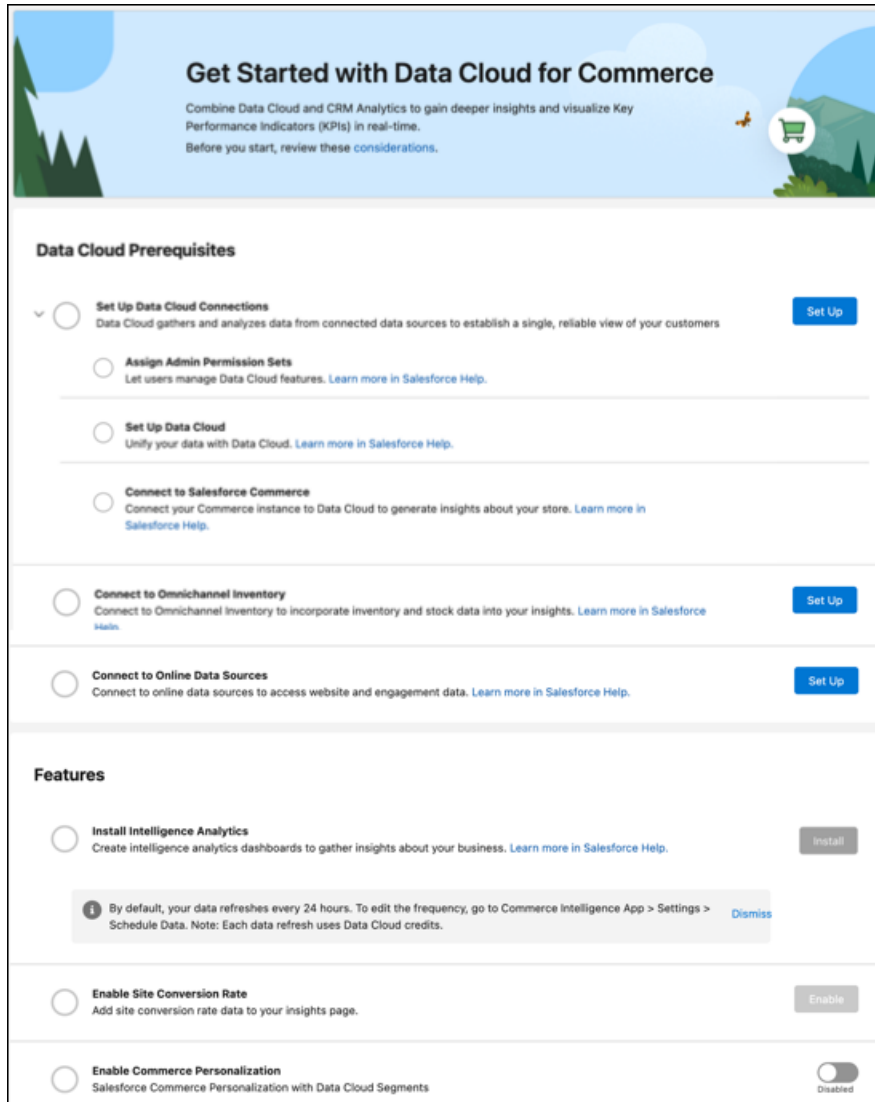 Get Started with Data Cloud for Commerce
Combine Data Cloud and CRM Analytics to gain deeper insights and visualize Key
Performance Indicators (KPIs) in real-time.
Before you start, review these considerations.
Data Cloud Prerequisites
Set Up Data Cloud Connections
Data Cloud gathers and analyzes data from connected data sources to establish a single, reliable view of your customers
Set Up
Assign Admin Permission Sets
Let users manage Data Cloud features. Learn more in Salesforce Help.
Set Up Data Cloud
Unify your data with Data Cloud. Learn more in Salesforce Help.
Connect to Salesforce Commerce
Connect your Commerce instance to Data Cloud to generate insights about your store. Learn more in
Salesforce Help.
Connect to Omnichannel Inventory
Connect to Omnichannel Inventory to incorporate inventory and stock data into your insights. Learn more in Salesforce
Help.
Set Up
Connect to Online Data Sources
Connect to online data sources to access website and engagement data. Learn more in Salesforce Help.
Set Up
Features
Install Intelligence Analytics
Create intelligence analytics dashboards to gather insights about your business. Learn more in Salesforce Help.
Install
By default, your data refreshes every 24 hours. To edit the frequency, go to Commerce Intelligence App > Settings >
Schedule Data. Note: Each data refresh uses Data Cloud credits.
Dismiss
Enable Site Conversion Rate
Add site conversion rate data to your insights page.
Enable
Enable Commerce Personalization
Salesforce Commerce Personalization with Data Cloud Segments
Disabled